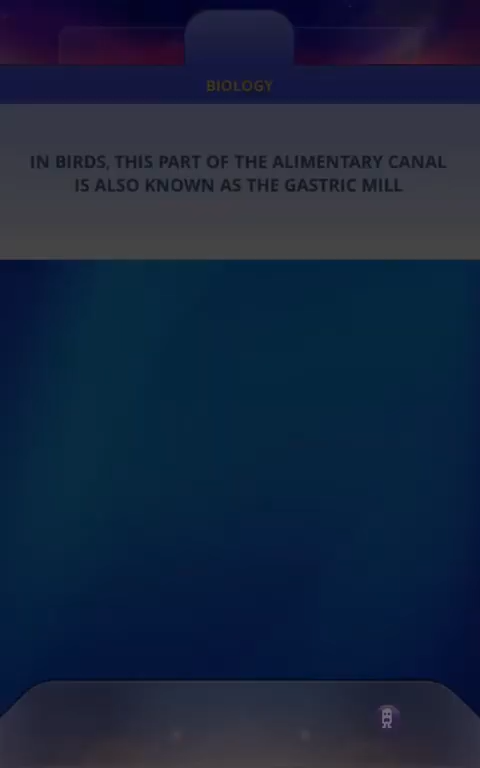 BIOLOGY
IN BIRDS, THIS PART OF THE ALIMENTARY CANAL
IS ALSO KNOWN AS THE GASTRIC MILL